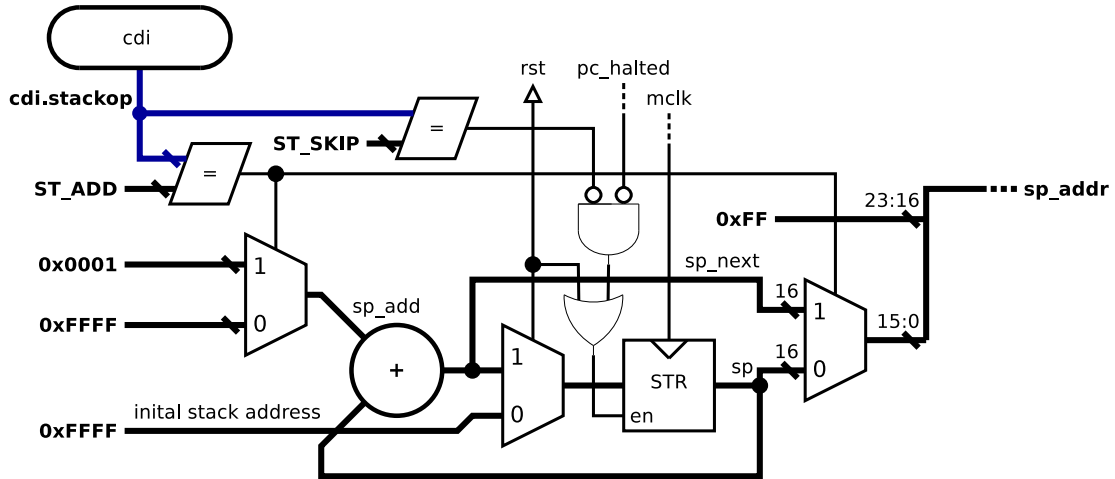 cdi
rst
pc_halted
mclk
cdi.stackop
=
ST_SKIP
=
ST_ADD
23:16
sp_addr
0xFF
0x0001
1
sp_next
16
1
0xFFFF
0
sp_add
15:0
16
1
+
STR
sp
0
inital stack address
0
en
0xFFFF